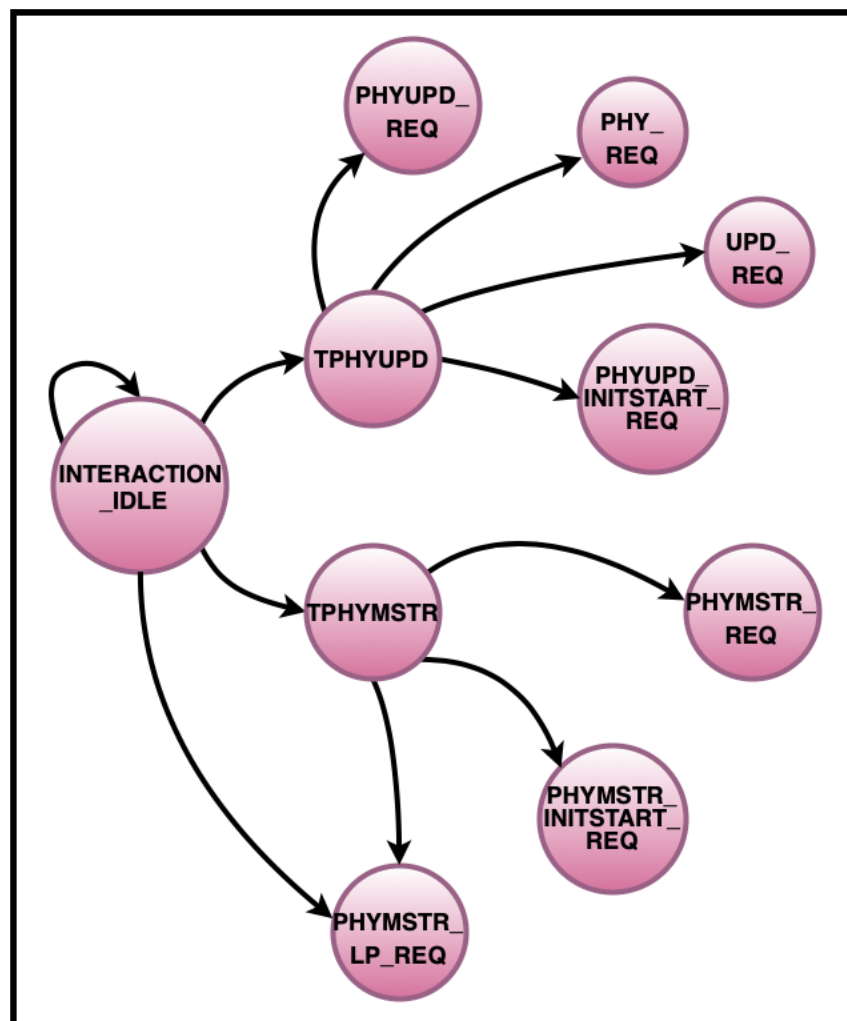 PHYUPD_
REQ
PHY_
REQ
UPD_
REQ
TPHYUPD
PHYUPD_
INITSTART_
REQ
INTERACTION
_IDLE
TPHYMSTR
PHYMSTR_
REQ
PHYMSTR_
INITSTART_
REQ
PHYMSTR_
LP_REQ